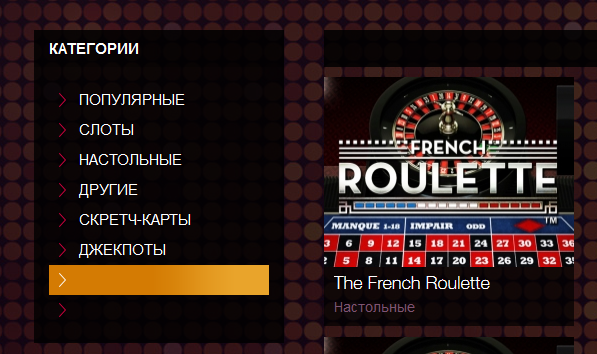 КАТЕГОРИИ
ПОПУЛЯРНЫЕ
СЛОТЫ
НАСТОЛЬНЫЕ
ДРУГИЕ
СКРЕТЧ-КАРТЫ
ДЖЕКПОТЫ
FRENCH
ROULETTE
TM
MANQUE 1-18 IMPAIR ODD
3 6 9 12 15 18 21 24 27 30 33 36
5 8 11 14 17 20 23 26 29 32
The French Roulette
Настольные